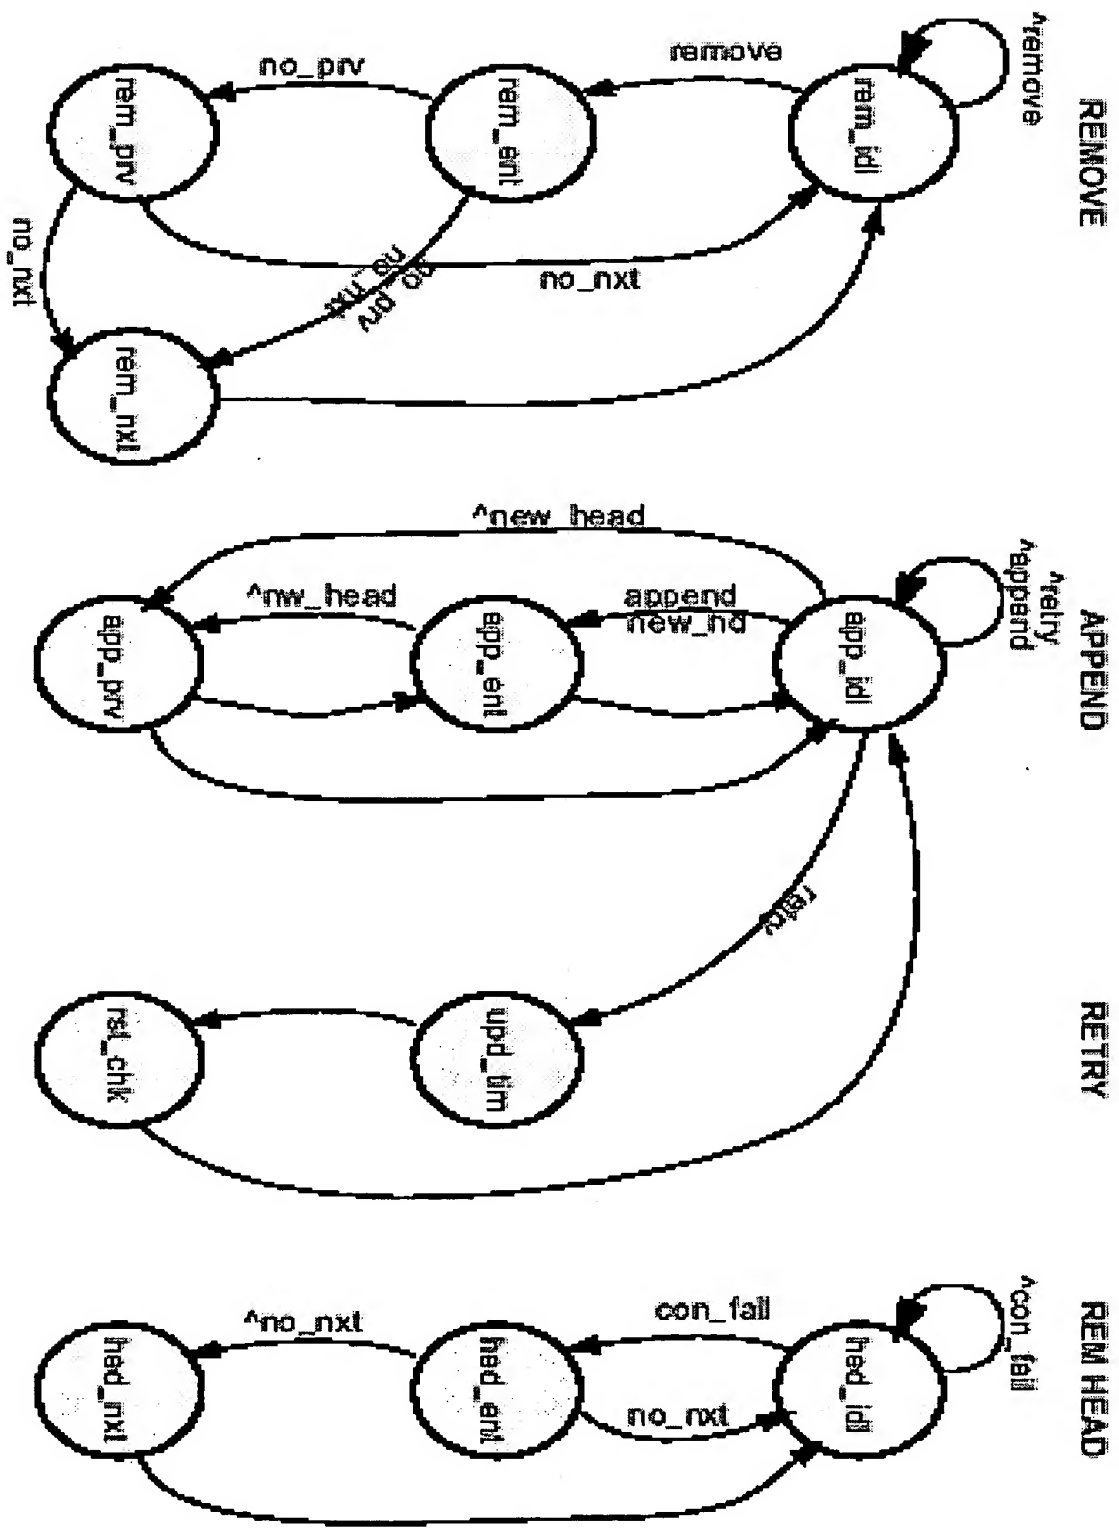 REMOVE
^remove
rem_idl
remove
rem_ent
no_prv
rem_prv
no_nxt
no_nxt
no_prv
no_nxt
rem_nxt
APPEND
^retry
^append
app_idl
append
new_hd
app_ent
^nw_head
app_prv
^new_head
RETRY
retry
upd_tim
rst_chk
REM HEAD
^con_fail
hed_idl
con_fail
hed_ent
no_nxt
^no_nxt
hed_nxt